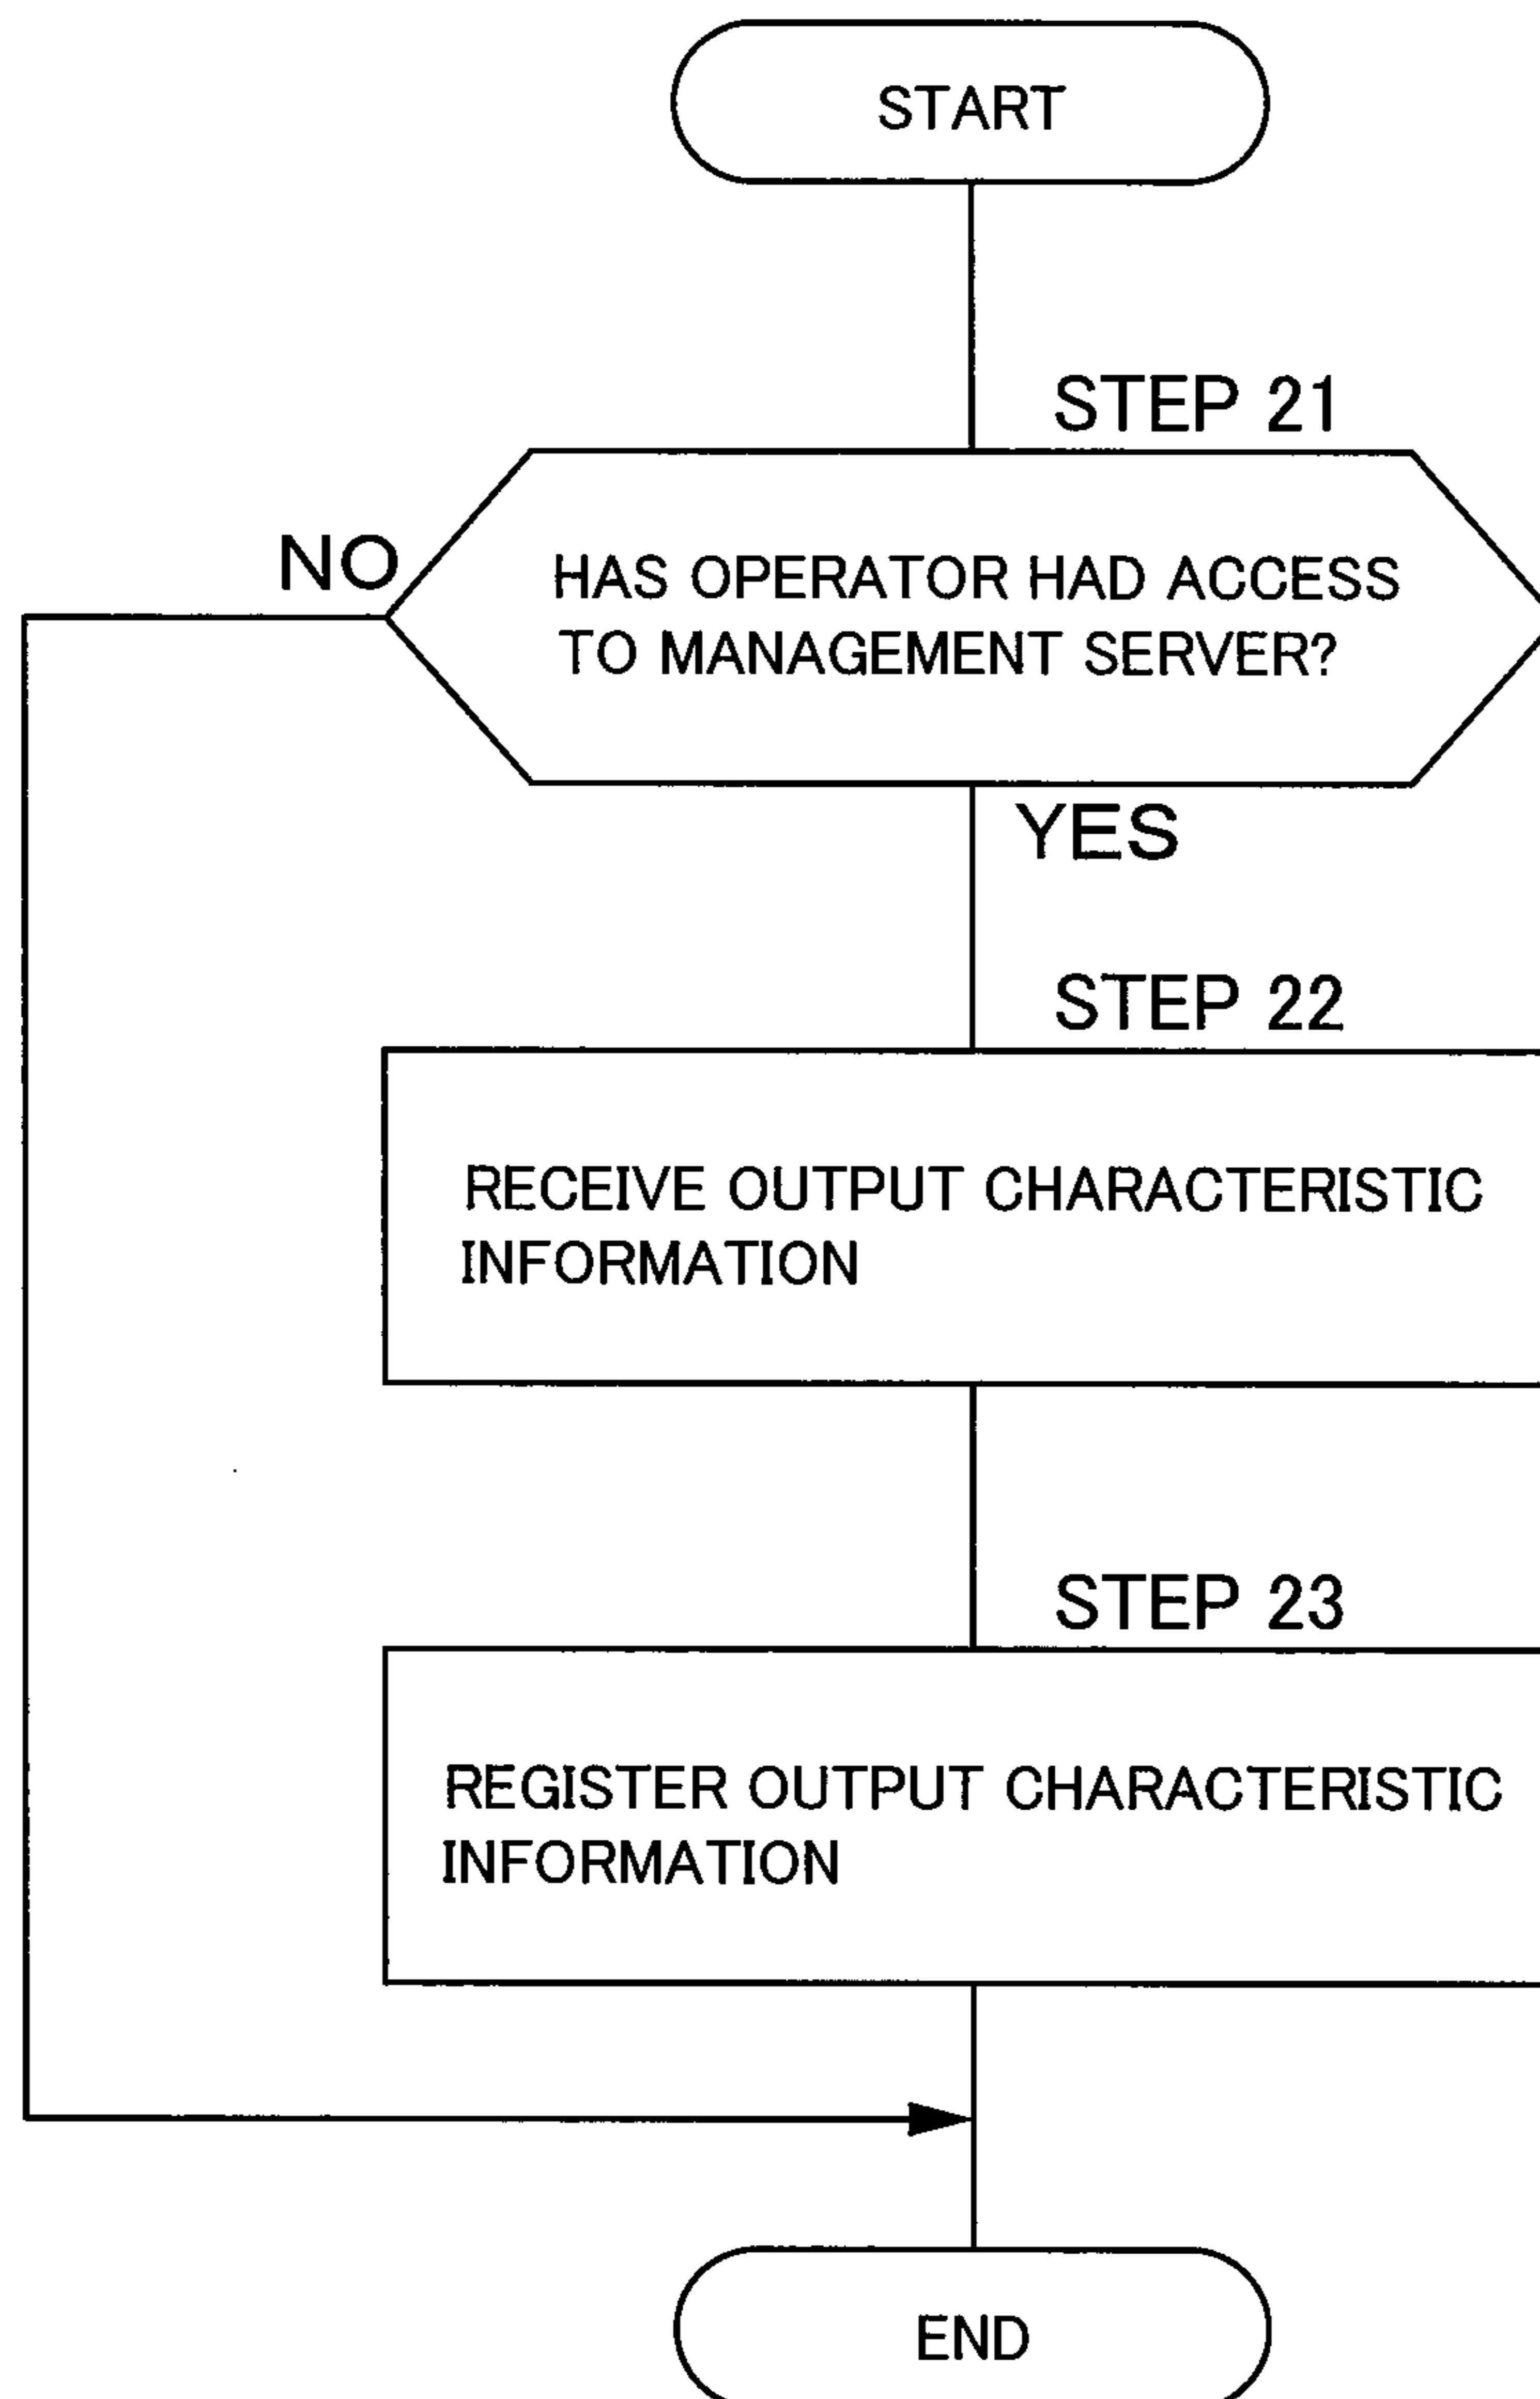 START
STEP 21
NO
HAS OPERATOR HAD ACCESS
TO MANAGEMENT SERVER?
YES
STEP 22
RECEIVE OUTPUT CHARACTERISTIC
INFORMATION
STEP 23
REGISTER OUTPUT CHARACTERISTIC
INFORMATION
END